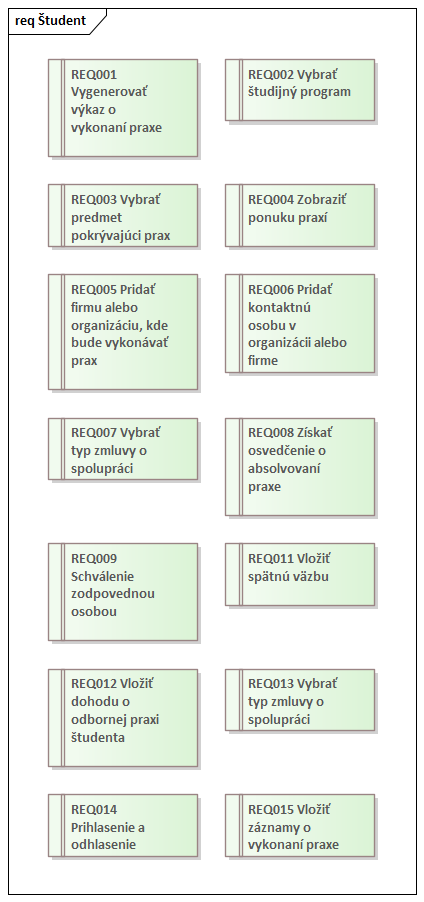 req Študent
REQ001
Vygenerovať
výkaz o
vykonaní praxe
REQ002 Vybrať
študijný program
REQ003 Vybrať
predmet
pokrývajúci prax
REQ004 Zobraziť
ponuku praxí
REQ005 Pridať
firmu alebo
organizáciu, kde
bude vykonávať
prax
REQ006 Pridať
kontaktnú
osobu v
organizácii alebo
firme
REQ007 Vybrať
typ zmluvy o
spolupráci
REQ008 Získať
osvedčenie o
absolvovaní
praxe
REQ009
Schválenie
zodpovednou
osobou
REQ011 Vložiť
spätnú väzbu
REQ012 Vložiť
dohodu o
odbornej praxi
študenta
REQ013 Vybrať
typ zmluvy o
spolupráci
REQ014
Prihlasenie a
odhlasenie
REQ015 Vložiť
záznamy o
vykonaní praxe